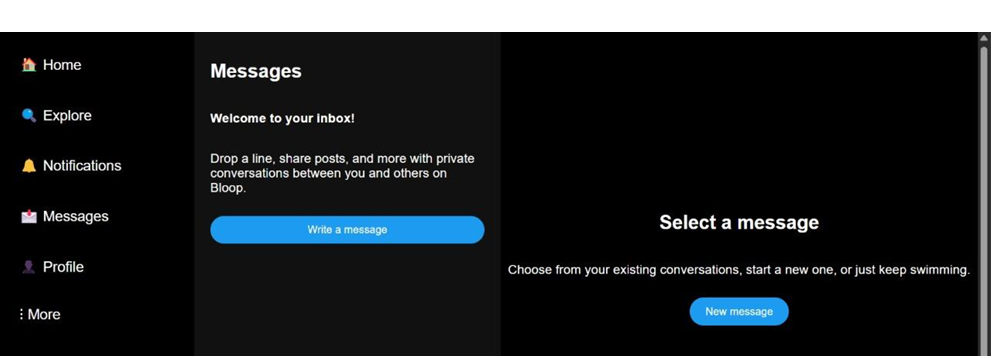 Home
Explore
Notifications
Messages
Profile
More
Messages
Welcome to your inbox!
Drop a line, share posts, and more with private
conversations between you and others on
Bloop.
Write a message
Select a message
Choose from your existing conversations, start a new one, or just keep swimming.
New message